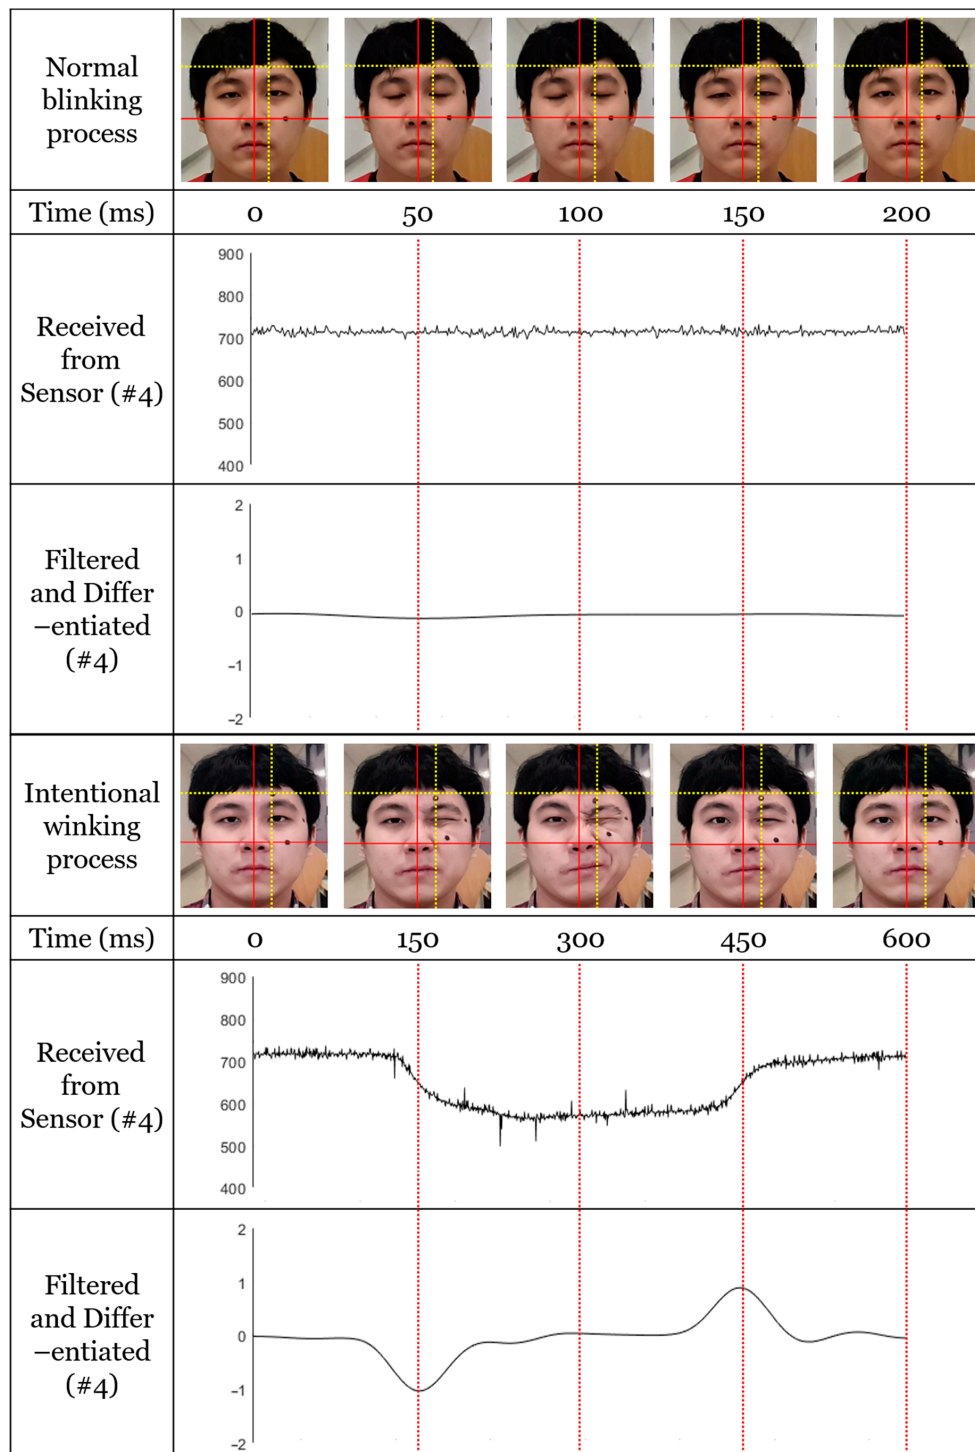 Normal
blinking
process
Time (ms) 0 50 100 150 200
Received
from
Sensor (#4)
900
800
700
600
500
400
Filtered
and Differ
–entiated
(#4)
2
1
0
–1
–2
Intentional
winking
process
Time (ms) 0 150 300 450 600
Received
from
Sensor (#4)
900
800
700
600
500
400
Filtered
and Differ
–entiated
(#4)
2
1
0
–1
–2